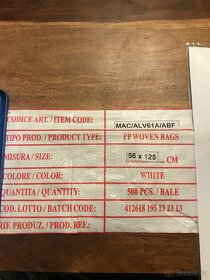 CODICE ART. / ITEM CODE: MAC/ALV61A/ABF
TIPO PROD. / PRODUCT TYPE: PP WOVEN BAGS
MISURA / SIZE: 56 x 125 CM
COLORE / COLOR: WHITE
QUANTITA / QUANTITY: 500 PCS. / BALE
COD. LOTTO / BATCH CODE: 412618 195 13 23 13
RIF. PRODUZ. / PROD. REF.: